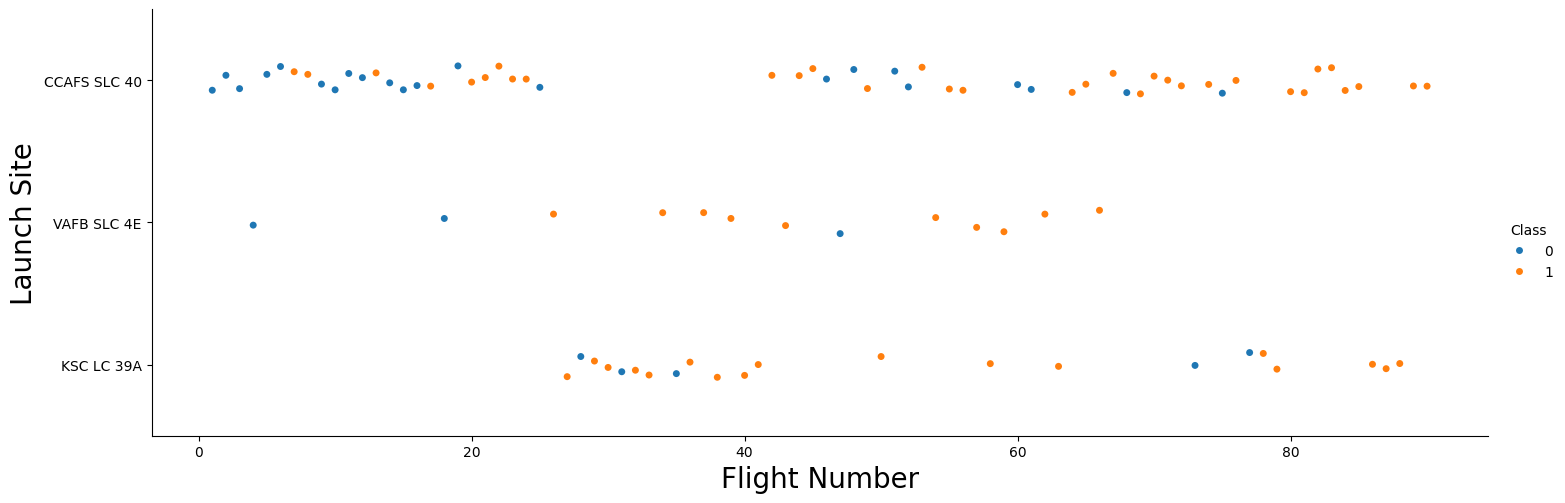 CCAFS SLC 40
VAFB SLC 4E
KSC LC 39A
Launch Site
0 20 40 60 80
Flight Number
Class
0
1